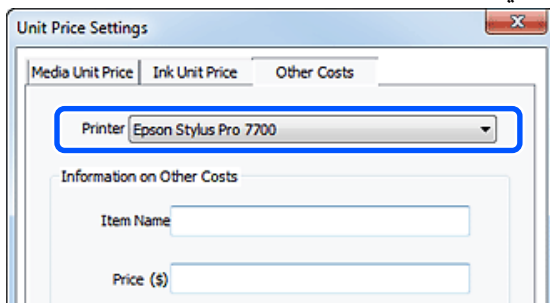 Unit Price Settings
Media Unit Price Ink Unit Price Other Costs
Printer Epson Stylus Pro 7700
Information on Other Costs
Item Name
Price ($)